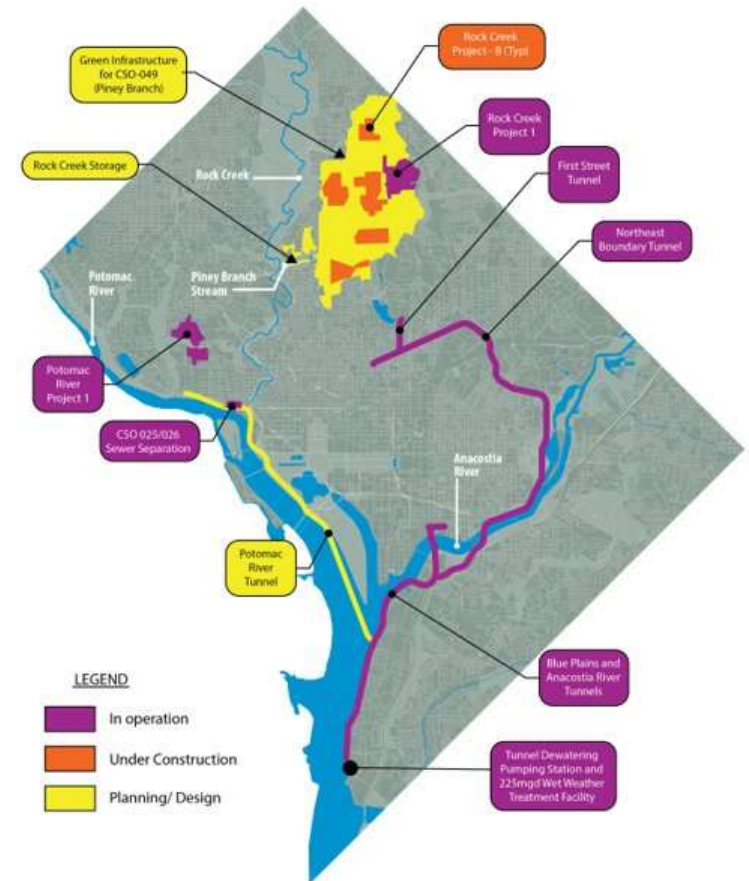 Rock Creek
Project - B (Typ)
Green Infrastructure
for CSO-049
(Piney Branch)
Rock Creek
Project 1
Rock Creek Storage
Rock Creek
First Street
Tunnel
Northeast
Boundary Tunnel
Potomac
River
Piney Branch
Stream
Potomac
River
Project 1
CSO 025/026
Sewer Separation
Anacostia
River
Potomac
River
Tunnel
Blue Plains and
Anacostia River
Tunnels
LEGEND
In operation
Under Construction
Planning/ Design
Tunnel Dewatering
Pumping Station and
225mgd Wet Weather
Treatment Facility